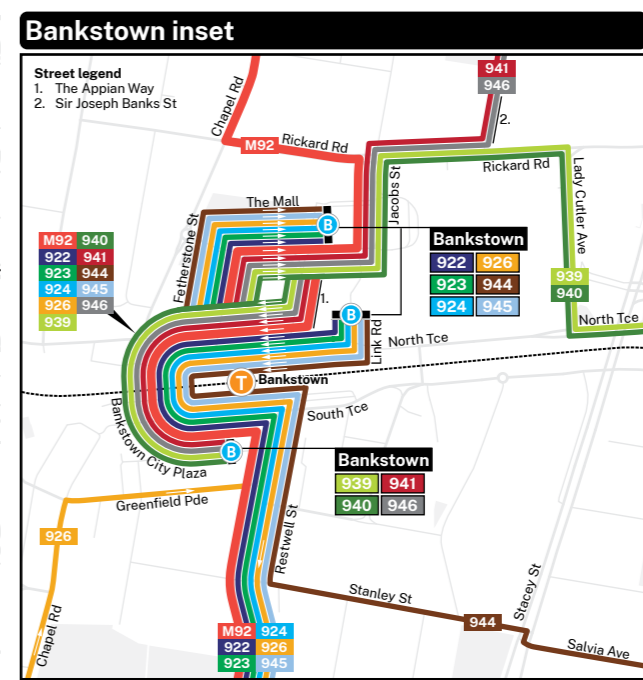 Bankstown inset
Street legend
1. The Appian Way
2. Sir Joseph Banks St
941
946
2.
Chapel Rd
M92
Rickard Rd
Rickard Rd
Lady Cutler Ave
Jacobs St
The Mall
Fetherstone St
B
M92 940
922 941
923 944
924 945
926 946
939
Bankstown
922 926
923 944
924 945
939
940
1.
B
Link Rd
North Tce
North Tce
T
Bankstown
South Tce
Bankstown City Plaza
B
Bankstown
939 941
940 946
Greenfield Pde
926
Restwell St
Chapel Rd
Stanley St
944
Stacey St
Salvia Ave
M92 924
922 926
923 945